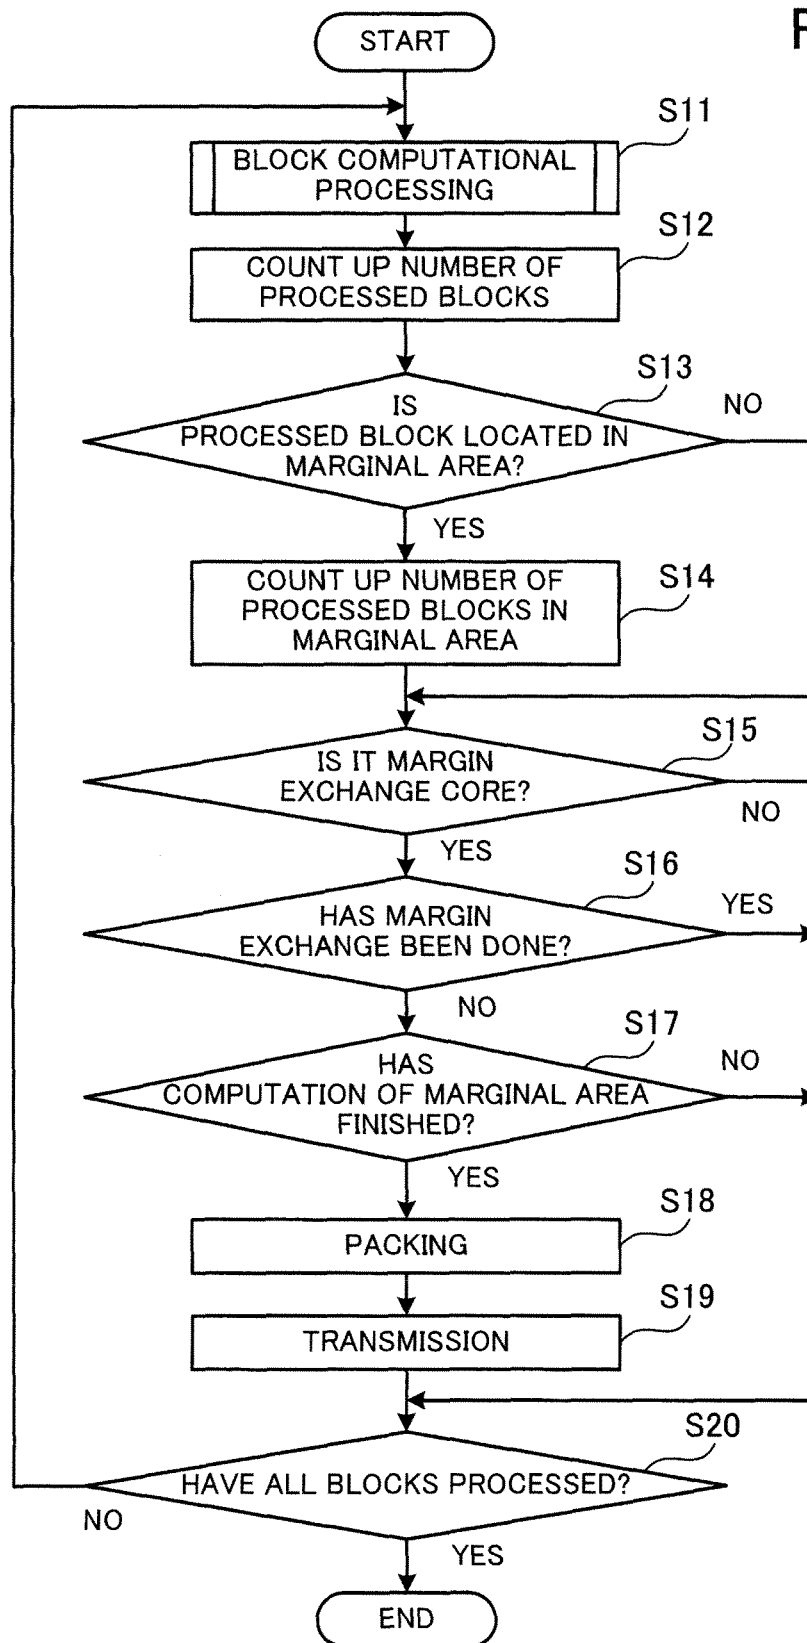 START
S11
BLOCK COMPUTATIONAL
PROCESSING
S12
COUNT UP NUMBER OF
PROCESSED BLOCKS
S13
IS
PROCESSED BLOCK LOCATED IN
MARGINAL AREA?
NO
YES
S14
COUNT UP NUMBER OF
PROCESSED BLOCKS IN
MARGINAL AREA
S15
IS IT MARGIN
EXCHANGE CORE?
NO
YES
S16
HAS MARGIN
EXCHANGE BEEN DONE?
YES
NO
S17
HAS
COMPUTATION OF MARGINAL AREA
FINISHED?
NO
YES
S18
PACKING
S19
TRANSMISSION
S20
HAVE ALL BLOCKS PROCESSED?
NO
YES
END